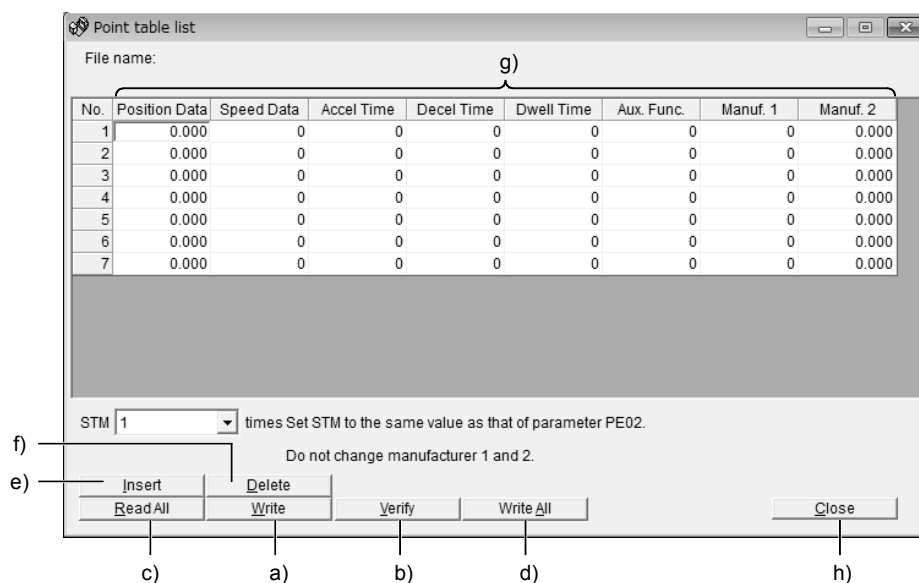 Point table list
File name:
g)
No. Position Data Speed Data Accel Time Decel Time Dwell Time Aux. Func. Manuf. 1 Manuf. 2
1 0.000 0 0 0 0 0 0 0.000
2 0.000 0 0 0 0 0 0 0.000
3 0.000 0 0 0 0 0 0 0.000
4 0.000 0 0 0 0 0 0 0.000
5 0.000 0 0 0 0 0 0 0.000
6 0.000 0 0 0 0 0 0 0.000
7 0.000 0 0 0 0 0 0 0.000
STM 1 times Set STM to the same value as that of parameter PE02.
f)
Do not change manufacturer 1 and 2.
e) Insert Delete
Read All Write Verify Write All Close
c) a) b) d) h)